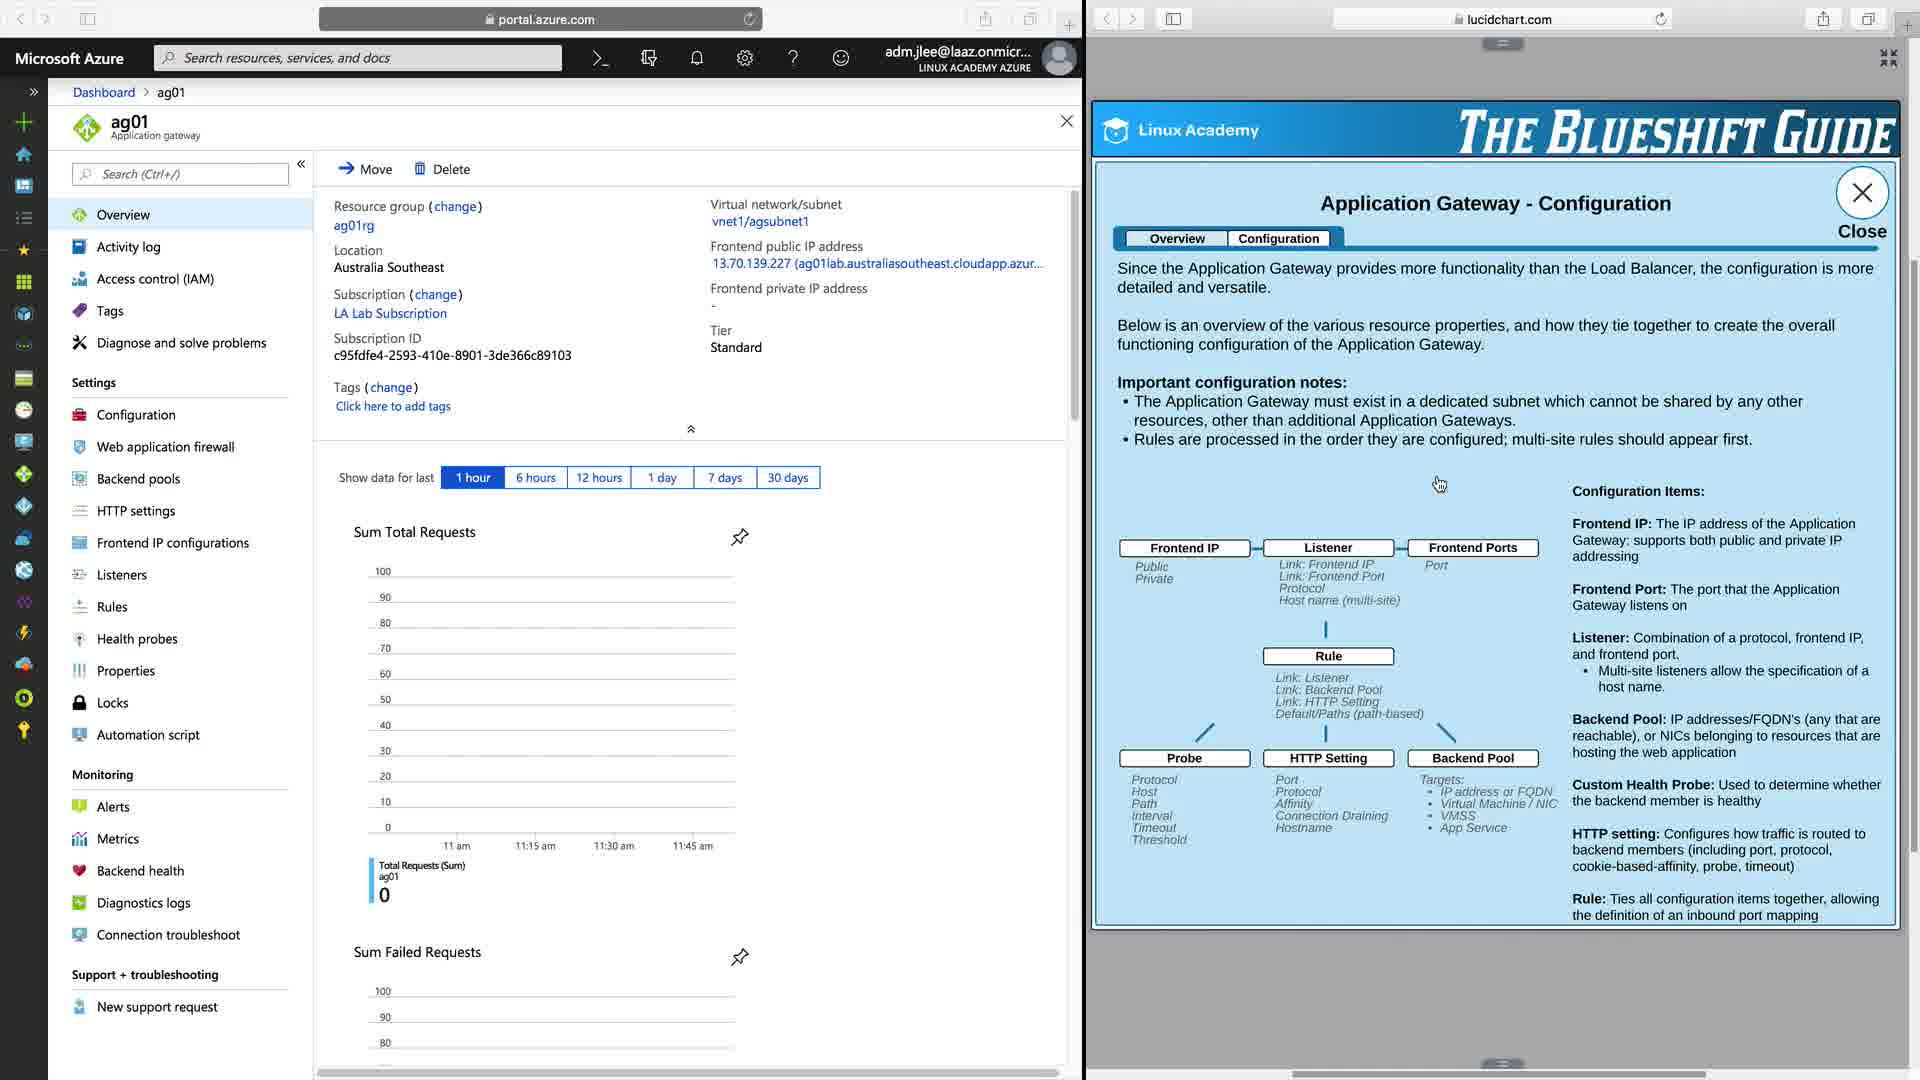 portal.azure.com
Microsoft Azure
Search resources, services, and docs
adm.jlee@laaz.onmicr...
LINUX ACADEMY AZURE
Dashboard > ag01
ag01
Application gateway
Search (Ctrl+/)
Overview
Activity log
Access control (IAM)
Tags
Diagnose and solve problems
Settings
Configuration
Web application firewall
Backend pools
HTTP settings
Frontend IP configurations
Listeners
Rules
Health probes
Properties
Locks
Automation script
Monitoring
Alerts
Metrics
Backend health
Diagnostics logs
Connection troubleshoot
Support + troubleshooting
New support request
Move
Delete
Resource group (change)
ag01rg
Location
Australia Southeast
Subscription (change)
LA Lab Subscription
Subscription ID
c95fdfe4-2593-410e-8901-3de366c89103
Tags (change)
Click here to add tags
Virtual network/subnet
vnet1/agsubnet1
Frontend public IP address
13.70.139.227 (ag01lab.australiasoutheast.cloudapp.azur...
Frontend private IP address
-
Tier
Standard
Show data for last
1 hour
6 hours
12 hours
1 day
7 days
30 days
Sum Total Requests
100
90
80
70
60
50
40
30
20
10
0
11 am
11:15 am
11:30 am
11:45 am
Total Requests (Sum)
ag01
0
Sum Failed Requests
100
90
80
lucidchart.com
Linux Academy
THE BLUESHIFT GUIDE
Application Gateway - Configuration
Close
Overview
Configuration
Since the Application Gateway provides more functionality than the Load Balancer, the configuration is more
detailed and versatile.
Below is an overview of the various resource properties, and how they tie together to create the overall
functioning configuration of the Application Gateway.
Important configuration notes:
• The Application Gateway must exist in a dedicated subnet which cannot be shared by any other
resources, other than additional Application Gateways.
• Rules are processed in the order they are configured; multi-site rules should appear first.
Frontend IP
Public
Private
Listener
Link: Frontend IP
Link: Frontend Port
Protocol
Host name (multi-site)
Frontend Ports
Port
Rule
Link: Listener
Link: Backend Pool
Link: HTTP Setting
Default/Paths (path-based)
Probe
Protocol
Host
Path
Interval
Timeout
Threshold
HTTP Setting
Port
Protocol
Affinity
Connection Draining
Hostname
Backend Pool
Targets:
• IP address or FQDN
• Virtual Machine / NIC
• VMSS
• App Service
Configuration Items:
Frontend IP: The IP address of the Application
Gateway: supports both public and private IP
addressing
Frontend Port: The port that the Application
Gateway listens on
Listener: Combination of a protocol, frontend IP,
and frontend port.
• Multi-site listeners allow the specification of a
host name.
Backend Pool: IP addresses/FQDN's (any that are
reachable), or NICs belonging to resources that are
hosting the web application
Custom Health Probe: Used to determine whether
the backend member is healthy
HTTP setting: Configures how traffic is routed to
backend members (including port, protocol,
cookie-based-affinity, probe, timeout)
Rule: Ties all configuration items together, allowing
the definition of an inbound port mapping